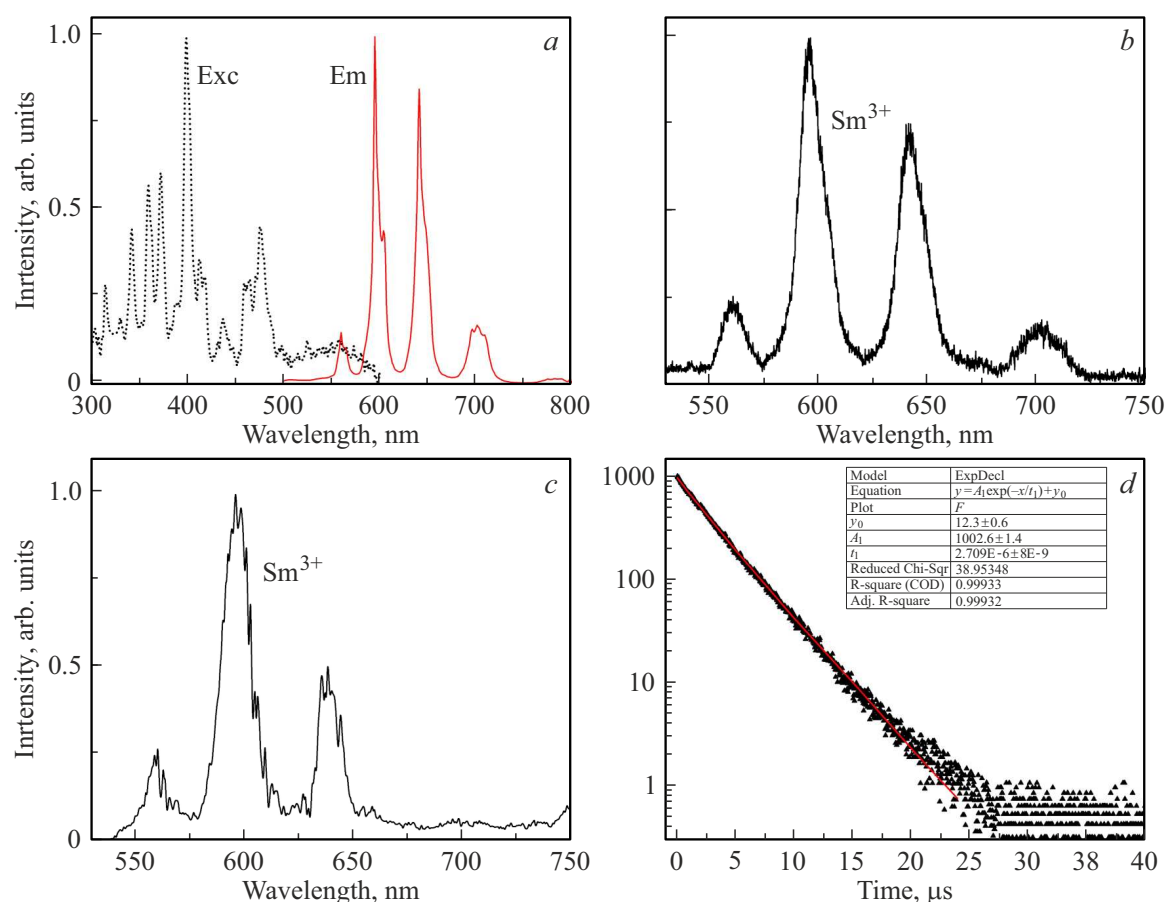 1.0
0.5
0
Inrtensity, arb. units
Exc
Em
a
300 400 500 600 700 800
Wavelength, nm
b
Sm³⁺
550 600 650 700 750
Wavelength, nm
1.0
0.5
0
Inrtensity, arb. units
c
Sm³⁺
550 600 650 700 750
Wavelength, nm
1000
100
10
1
d
Model ExpDecl
Equation y = A₁exp(–x/t₁) + y₀
Plot F
y₀ 12.3±0.6
A₁ 1002.6±1.4
t₁ 2.709E-6±8E-9
Reduced Chi-Sqr 38.95348
R-square (COD) 0.99933
Adj. R-square 0.99932
0 5 10 15 20 25 30 38 40
Time, μs